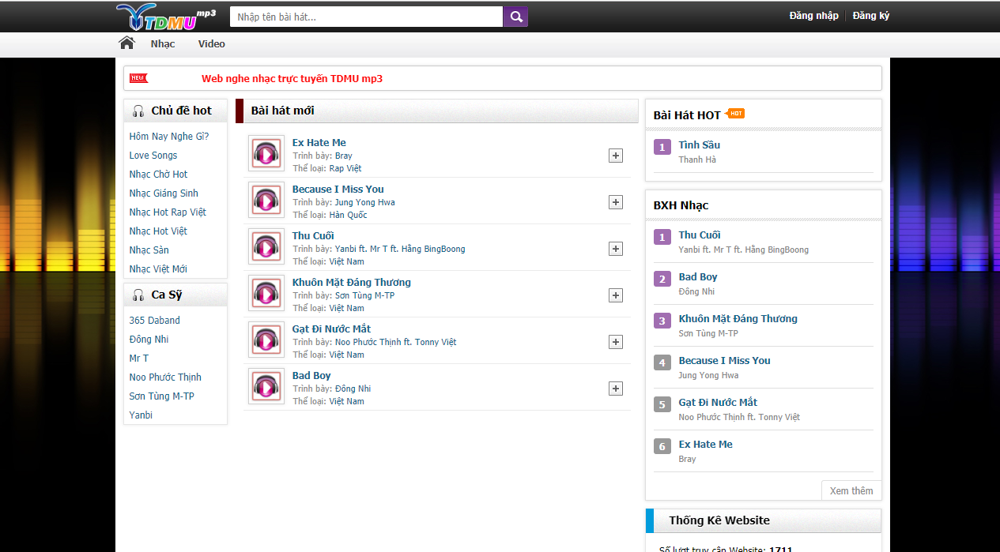 TDMU mp3
Nhập tên bài hát...
Đăng nhập
Đăng ký
Nhạc
Video
NEW
Web nghe nhạc trực tuyến TDMU mp3
Chủ đề hot
Hôm Nay Nghe Gì?
Love Songs
Nhạc Chờ Hot
Nhạc Giáng Sinh
Nhạc Hot Rap Việt
Nhạc Hot Việt
Nhạc Sàn
Nhạc Việt Mới
Ca Sỹ
365 Daband
Đông Nhi
Mr T
Noo Phước Thịnh
Sơn Tùng M-TP
Yanbi
Bài hát mới
Ex Hate Me
Trình bày: Bray
Thể loại: Rap Việt
Because I Miss You
Trình bày: Jung Yong Hwa
Thể loại: Hàn Quốc
Thu Cuối
Trình bày: Yanbi ft. Mr T ft. Hằng BingBoong
Thể loại: Việt Nam
Khuôn Mặt Đáng Thương
Trình bày: Sơn Tùng M-TP
Thể loại: Việt Nam
Gạt Đi Nước Mắt
Trình bày: Noo Phước Thịnh ft. Tonny Việt
Thể loại: Việt Nam
Bad Boy
Trình bày: Đông Nhi
Thể loại: Việt Nam
Bài Hát HOT HOT
1 Tình Sầu
Thanh Hà
BXH Nhạc
1 Thu Cuối
Yanbi ft. Mr T ft. Hằng BingBoong
2 Bad Boy
Đông Nhi
3 Khuôn Mặt Đáng Thương
Sơn Tùng M-TP
4 Because I Miss You
Jung Yong Hwa
5 Gạt Đi Nước Mắt
Noo Phước Thịnh ft. Tonny Việt
6 Ex Hate Me
Bray
Xem thêm
Thống Kê Website
Số lượt truy cập Website: 1711